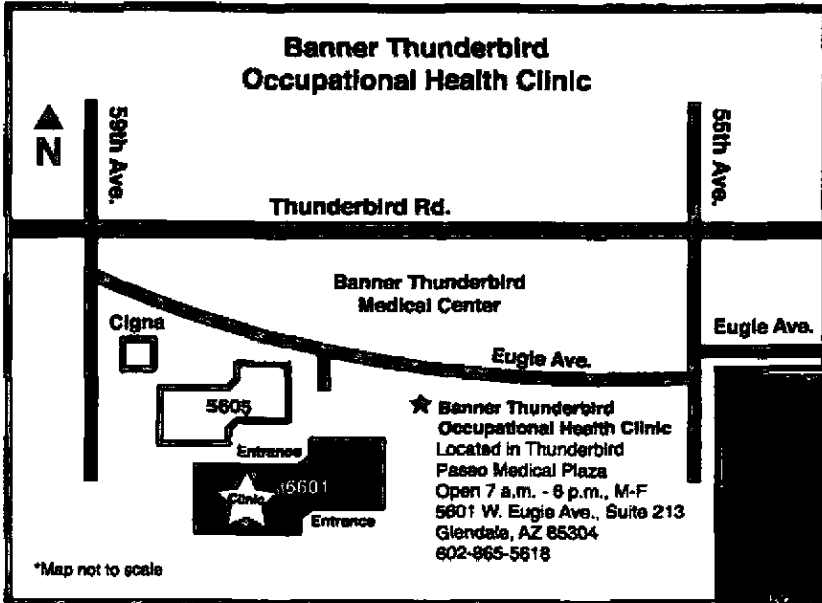 Banner Thunderbird
Occupational Health Clinic
N
59th Ave.
55th Ave.
Thunderbird Rd.
Banner Thunderbird
Medical Center
Cigna
Eugie Ave.
Eugie Ave.
5605
Entrance
Clinic
5601
Entrance
★ Banner Thunderbird
Occupational Health Clinic
Located in Thunderbird
Paseo Medical Plaza
Open 7 a.m. - 6 p.m., M-F
5601 W. Eugie Ave., Suite 213
Glendale, AZ 85304
602-865-5618
*Map not to scale